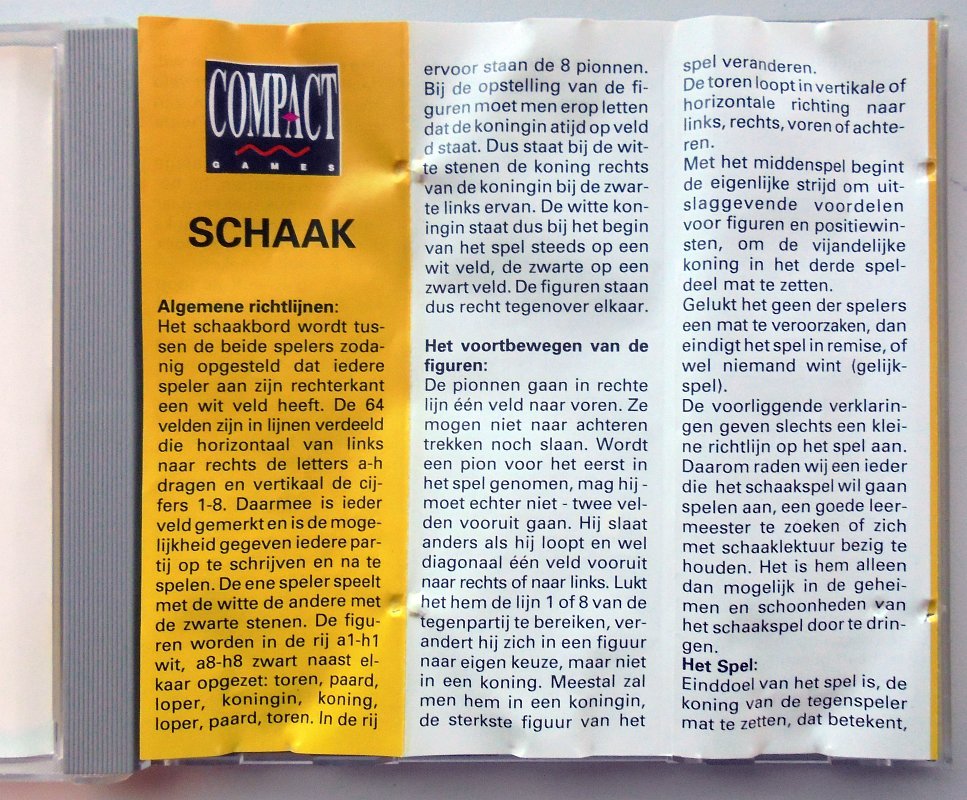 COMPACT
GAMES
SCHAAK
Algemene richtlijnen:
Het schaakbord wordt tus-
sen de beide spelers zoda-
nig opgesteld dat iedere
speler aan zijn rechterkant
een wit veld heeft. De 64
velden zijn in lijnen verdeeld
die horizontaal van links
naar rechts de letters a-h
dragen en vertikaal de cij-
fers 1-8. Daarmee is ieder
veld gemerkt en is de moge-
lijkheid gegeven iedere par-
tij op te schrijven en na te
spelen. De ene speler speelt
met de witte de andere met
de zwarte stenen. De figu-
ren worden in de rij a1-h1
wit, a8-h8 zwart naast el-
kaar opgezet: toren, paard,
loper, koningin, koning,
loper, paard, toren. In de rij
ervoor staan de 8 pionnen.
Bij de opstelling van de fi-
guren moet men erop letten
dat de koningin atijd op veld
d staat. Dus staat bij de wit-
te stenen de koning rechts
van de koningin bij de zwar-
te links ervan. De witte kon-
ingin staat dus bij het begin
van het spel steeds op een
wit veld, de zwarte op een
zwart veld. De figuren staan
dus recht tegenover elkaar.
Het voortbewegen van de
figuren:
De pionnen gaan in rechte
lijn één veld naar voren. Ze
mogen niet naar achteren
trekken noch slaan. Wordt
een pion voor het eerst in
het spel genomen, mag hij -
moet echter niet - twee vel-
den vooruit gaan. Hij slaat
anders als hij loopt en wel
diagonaal één veld vooruit
naar rechts of naar links. Lukt
het hem de lijn 1 of 8 van de
tegenpartij te bereiken, ver-
andert hij zich in een figuur
naar eigen keuze, maar niet
in een koning. Meestal zal
men hem in een koningin,
de sterkste figuur van het
spel veranderen.
De toren loopt in vertikale of
horizontale richting naar
links, rechts, voren of achte-
ren.
Met het middenspel begint
de eigenlijke strijd om uit-
slaggevende voordelen
voor figuren en positiewin-
sten, om de vijandelijke
koning in het derde spel-
deel mat te zetten.
Gelukt het geen der spelers
een mat te veroorzaken, dan
eindigt het spel in remise, of
wel niemand wint (gelijk-
spel).
De voorliggende verklarin-
gen geven slechts een klei-
ne richtlijn op het spel aan.
Daarom raden wij een ieder
die het schaakspel wil gaan
spelen aan, een goede leer-
meester te zoeken of zich
met schaaklektuur bezig te
houden. Het is hem alleen
dan mogelijk in de gehei-
men en schoonheden van
het schaakspel door te drin-
gen.
Het Spel:
Einddoel van het spel is, de
koning van de tegenspeler
mat te zetten, dat betekent,